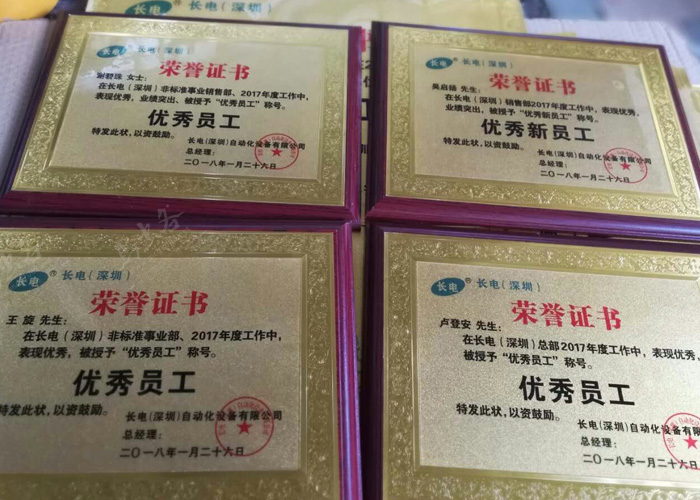 长电 ® 长电（深圳）
荣誉证书
谢碧珠 女士：
在长电（深圳）非标准事业销售部、2017年度工作中，
表现优秀，业绩突出，被授予“优秀员工”称号。
优秀员工
特发此状，以资鼓励。
长电（深圳）自动化设备有限公司
总经理：
二〇一八年一月二十六日
长电 ® 长电（深圳）
荣誉证书
吴启扬 先生：
在长电（深圳）销售部2017年度工作中，表现优秀，
业绩突出，被授予“优秀新员工”称号。
优秀新员工
特发此状，以资鼓励。
长电（深圳）自动化设备有限公司
总经理：
二〇一八年一月二十六日
长电 ® 长电（深圳）
荣誉证书
王 旋 先生：
在长电（深圳）非标准事业部、2017年度工作中，
表现优秀，被授予“优秀员工”称号。
优秀员工
特发此状，以资鼓励。
长电（深圳）自动化设备有限公司
总经理：
二〇一八年一月二十六日
长电 ® 长电（深圳）
荣誉证书
卢登安 先生：
在长电（深圳）总部2017年度工作中，表现优秀，
被授予“优秀员工”称号。
优秀员工
特发此状，以资鼓励。
长电（深圳）自动化设备有限
总经理：
二〇一八年一月二十六日